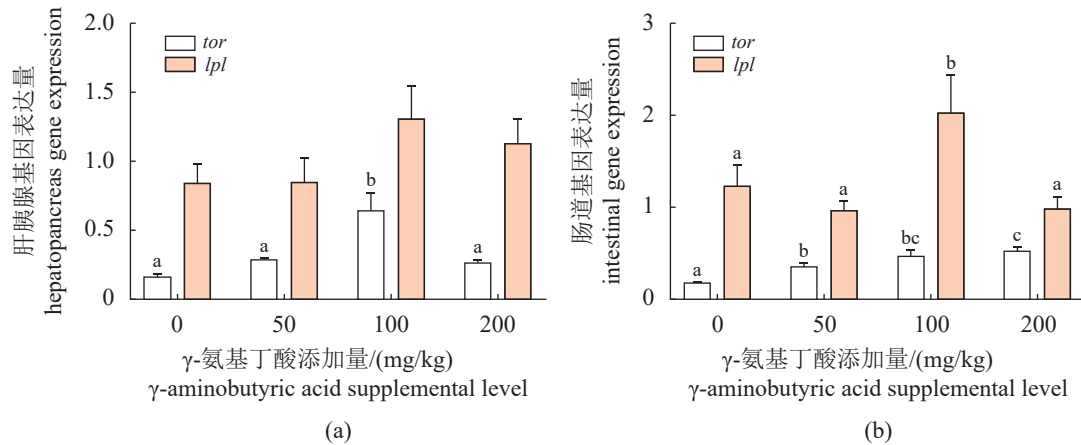 肝胰腺基因表达量
hepatopancreas gene expression
2.0
1.5
1.0
0.5
0
tor
lpl
a
a
b
a
0
50
100
200
γ-氨基丁酸添加量/(mg/kg)
γ-aminobutyric acid supplemental level
(a)
肠道基因表达量
intestinal gene expression
3
2
1
0
tor
lpl
a
a
b
a
bc
b
c
a
0
50
100
200
γ-氨基丁酸添加量/(mg/kg)
γ-aminobutyric acid supplemental level
(b)